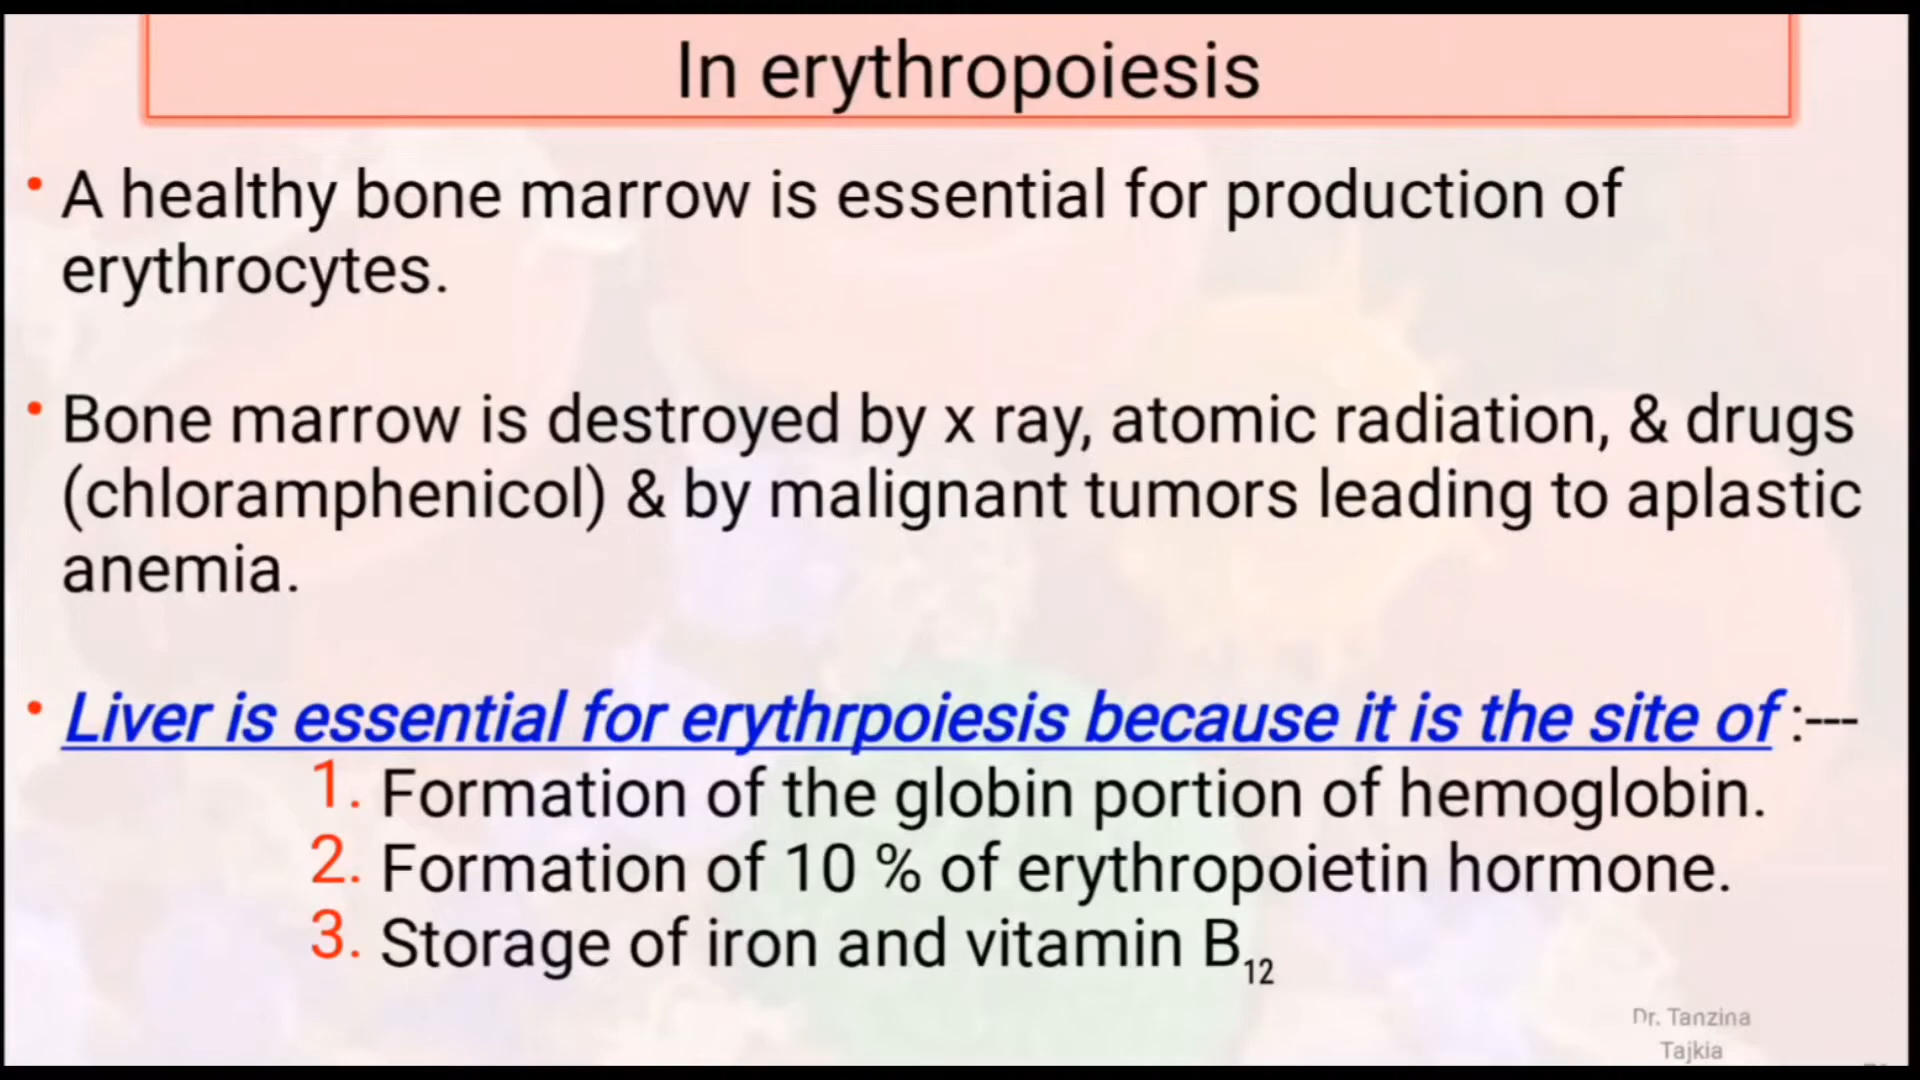 In erythropoiesis
• A healthy bone marrow is essential for production of
erythrocytes.
• Bone marrow is destroyed by x ray, atomic radiation, & drugs
(chloramphenicol) & by malignant tumors leading to aplastic
anemia.
• Liver is essential for erythrpoiesis because it is the site of :---
1. Formation of the globin portion of hemoglobin.
2. Formation of 10 % of erythropoietin hormone.
3. Storage of iron and vitamin B12
Dr. Tanzina
Tajkia